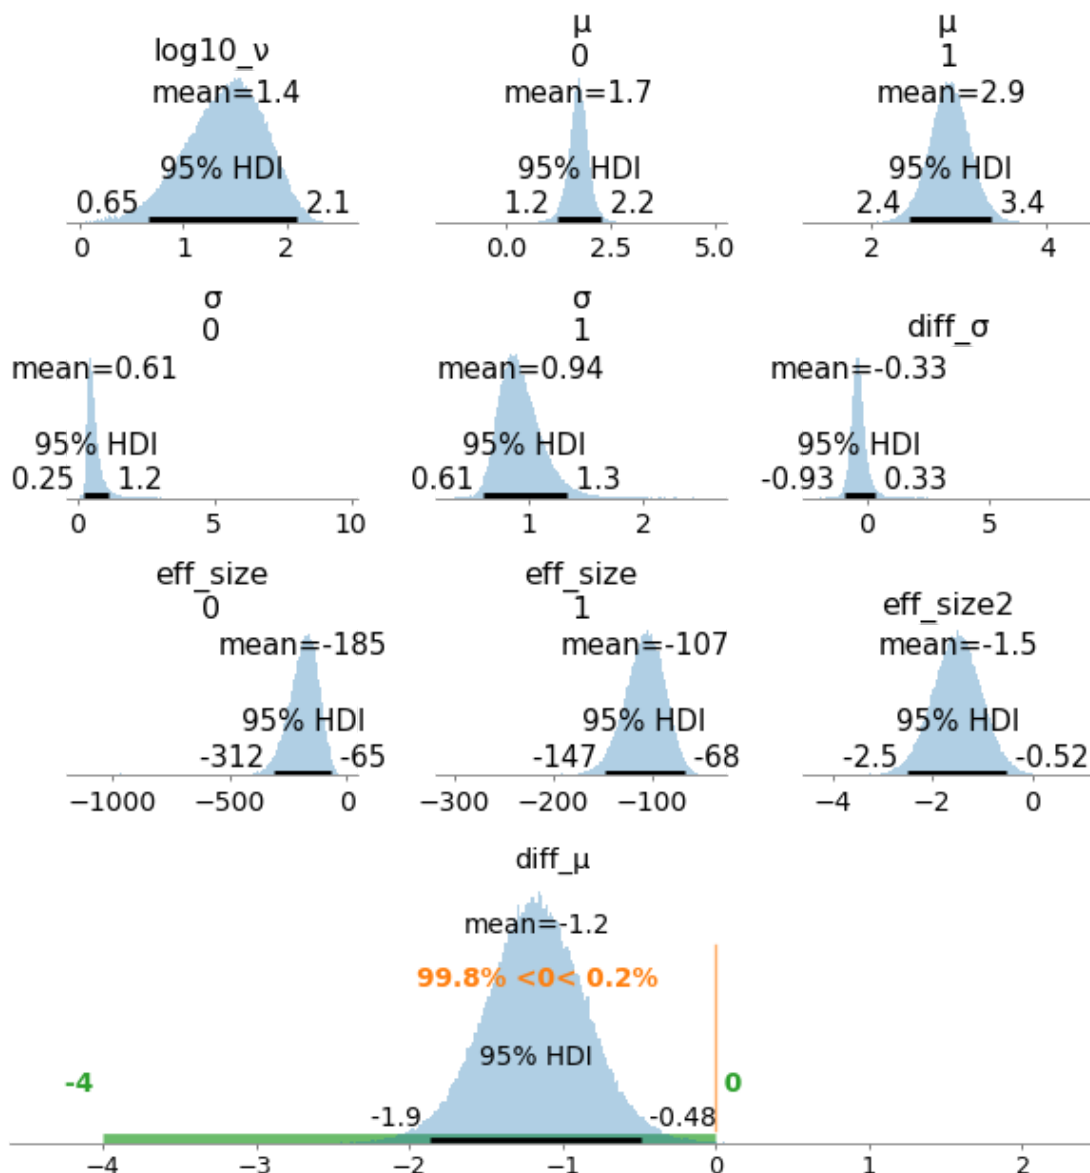 log10_ν
mean=1.4
95% HDI
0.65 2.1
0 1 2
μ
0
mean=1.7
95% HDI
1.2 2.2
0.0 2.5 5.0
μ
1
mean=2.9
95% HDI
2.4 3.4
2 4
σ
0
mean=0.61
95% HDI
0.25 1.2
0 5 10
σ
1
mean=0.94
95% HDI
0.61 1.3
1 2
diff_σ
mean=-0.33
95% HDI
-0.93 0.33
0 5
eff_size
0
mean=-185
95% HDI
-312 -65
−1000 −500 0
eff_size
1
mean=-107
95% HDI
-147 -68
−300 −200 −100
eff_size2
mean=-1.5
95% HDI
-2.5 -0.52
−4 −2 0
diff_μ
mean=-1.2
99.8% <0< 0.2%
95% HDI
-4 0
-1.9 -0.48
−4 −3 −2 −1 0 1 2